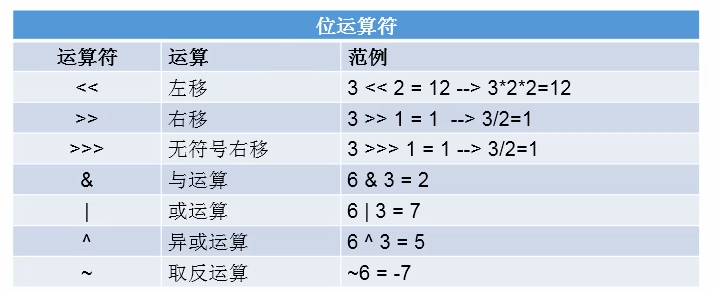 位运算符
运算符 运算 范例
<< 左移 3 << 2 = 12 --> 3*2*2=12
>> 右移 3 >> 1 = 1 --> 3/2=1
>>> 无符号右移 3 >>> 1 = 1 --> 3/2=1
& 与运算 6 & 3 = 2
| 或运算 6 | 3 = 7
^ 异或运算 6 ^ 3 = 5
~ 取反运算 ~6 = -7